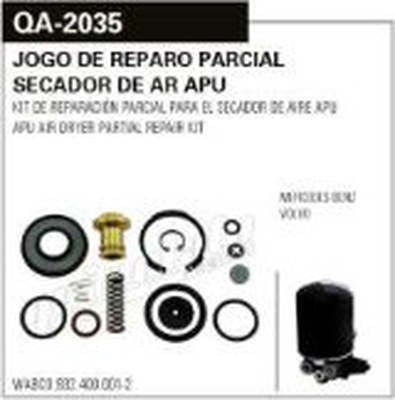 QA-2035
JOGO DE REPARO PARCIAL
SECADOR DE AR APU
KIT DE REPARACIÓN PARCIAL PARA EL SECADOR DE AIRE APU
APU AIR DRYER PARTIAL REPAIR KIT
MERCEDES BENZ
VOLVO
WABCO 932.400.001-2